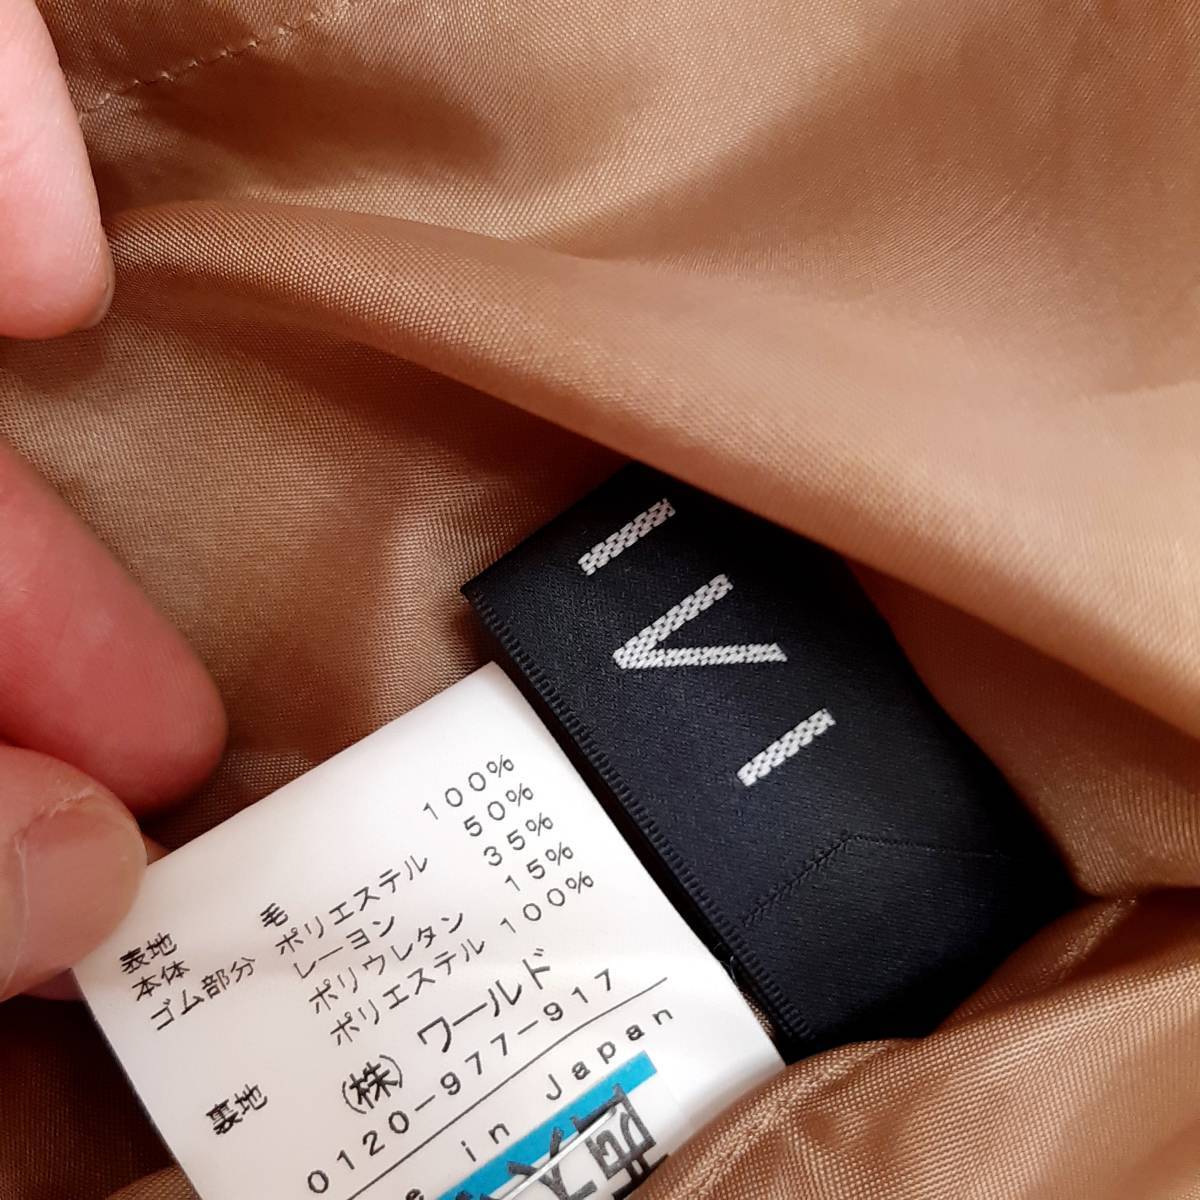 IVI
表地
本体 毛 100%
ゴム部分 ポリエステル 50%
レーヨン 35%
ポリウレタン 15%
裏地 ポリエステル 100%
(株) ワールド
0120-977-917
e in Japan